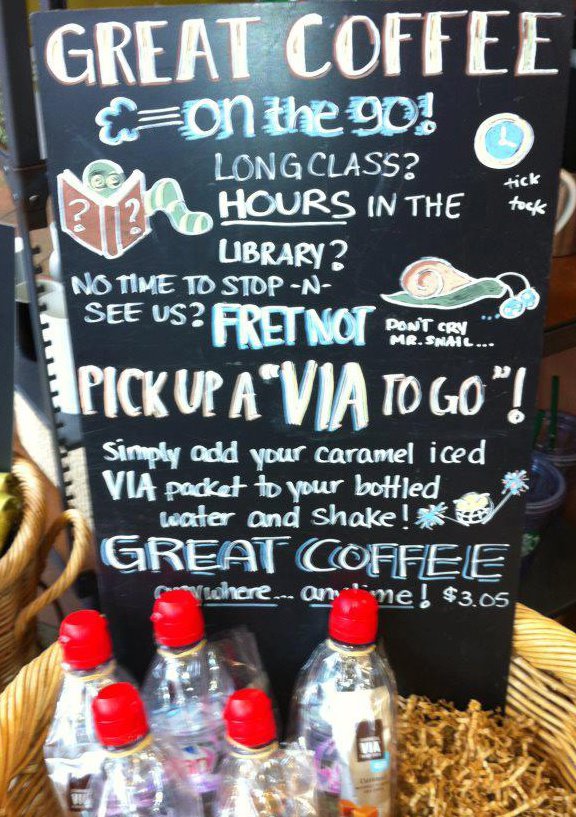 GREAT COFFEE
on the go!
LONG CLASS?
tick
tock
HOURS IN THE
LIBRARY?
? ?
NO TIME TO STOP -N-
SEE US? FRET NOT
DON'T CRY
MR. SNAIL...
PICK UP A "VIA TO GO"!
Simply add your caramel iced
VIA packet to your bottled
water and shake!
GREAT COFFEE
anywhere... anytime! $3.05
VIA